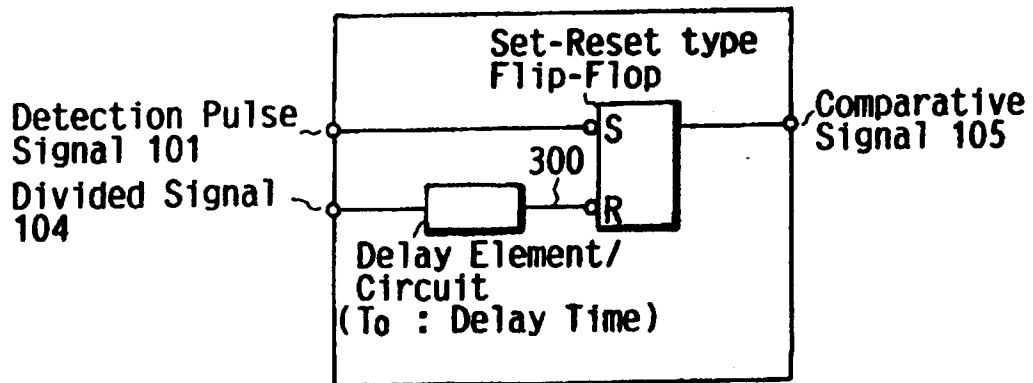 Set-Reset type
Flip-Flop
Detection Pulse
Signal 101
S
Comparative
Signal 105
300
Divided Signal
104
R
Delay Element/
Circuit
(T₀ : Delay Time)